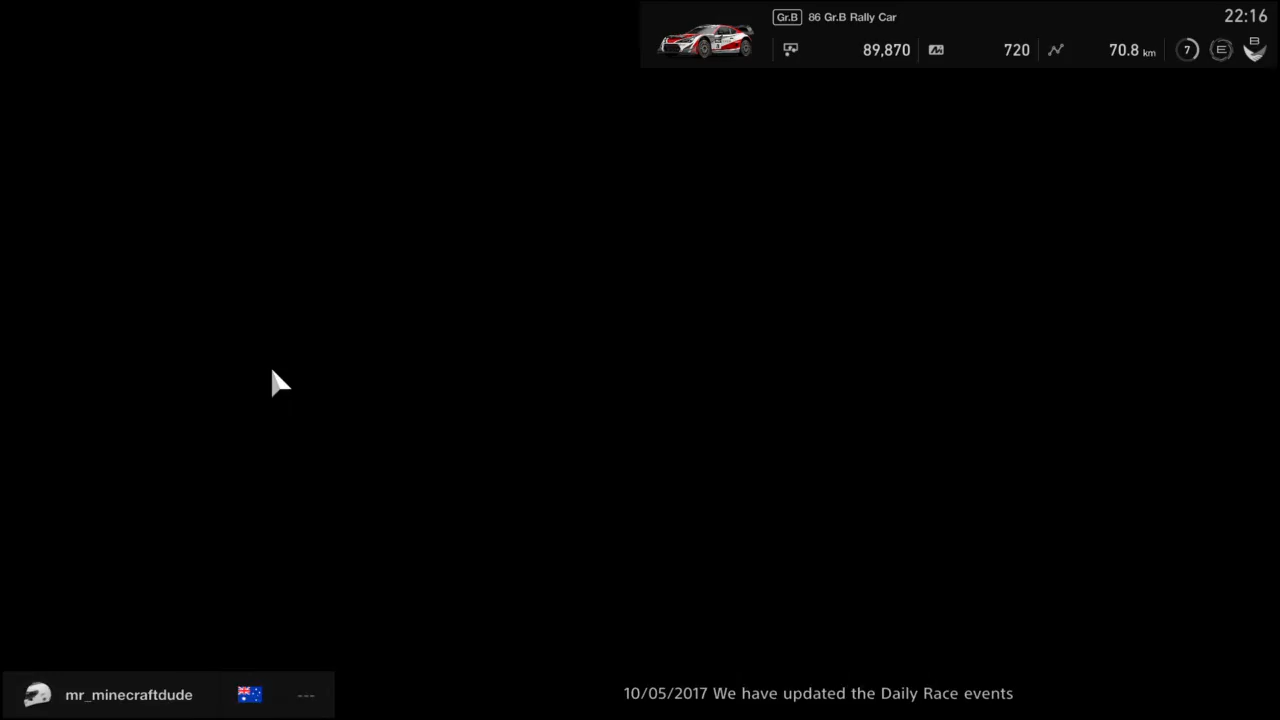 Gr.B 86 Gr.B Rally Car 22:16
89,870 720 70.8 km 7 E B
mr_minecraftdude ---
10/05/2017 We have updated the Daily Race events